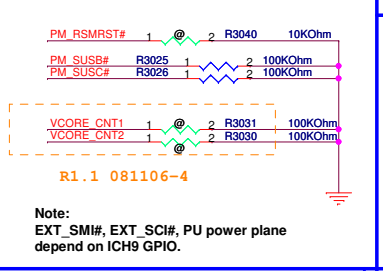 PM_RSMRST# 1 @ 2 R3040 10KOhm
PM_SUSB# R3025 1 2 100KOhm
PM_SUSC# R3026 1 2 100KOhm
VCORE_CNT1 1 @ 2 R3031 100KOhm
VCORE_CNT2 1 @ 2 R3030 100KOhm
R1.1 081106-4
Note:
EXT_SMI#, EXT_SCI#, PU power plane
depend on ICH9 GPIO.